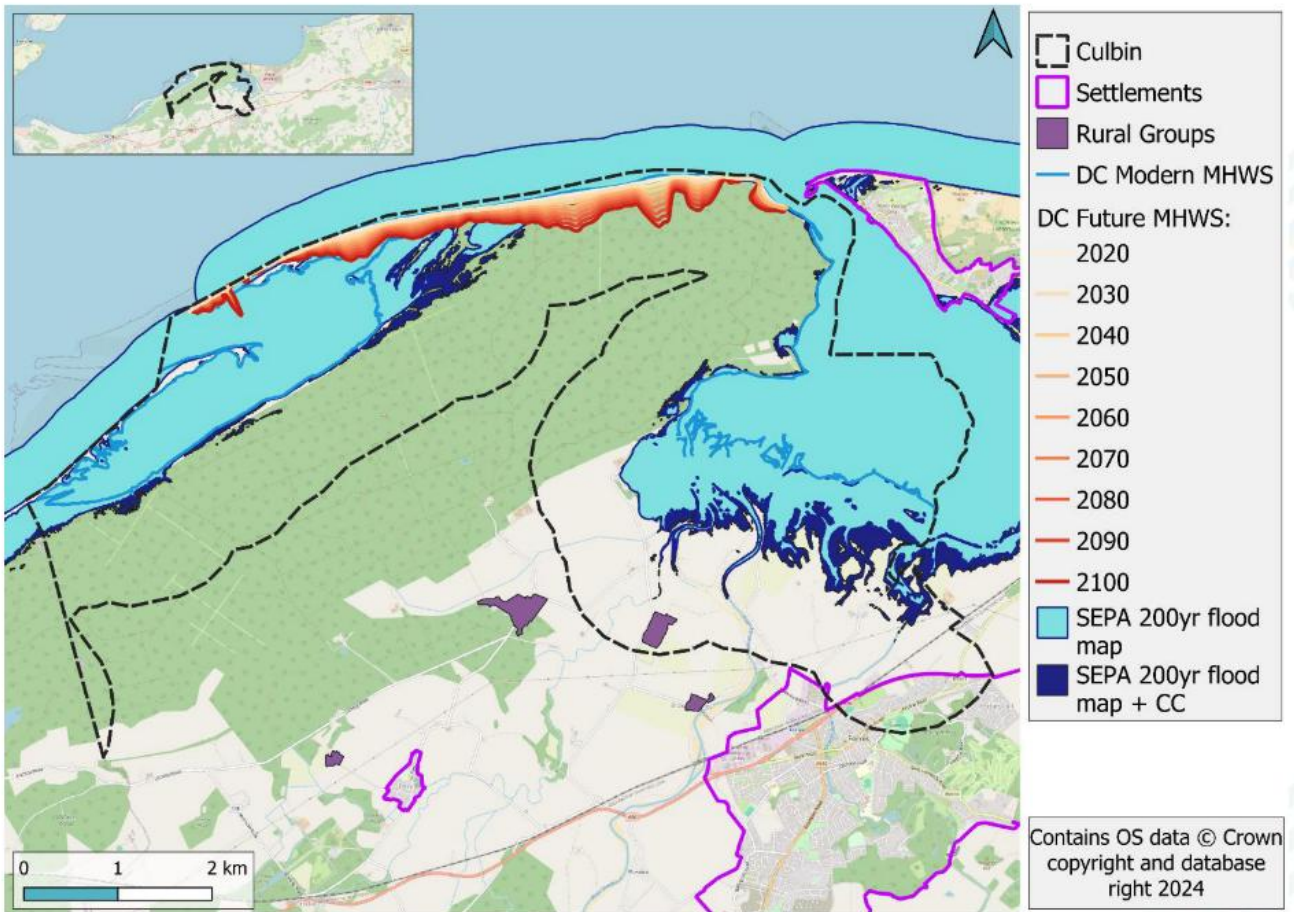 Culbin
Settlements
Rural Groups
DC Modern MHWS
DC Future MHWS:
2020
2030
2040
2050
2060
2070
2080
2090
2100
SEPA 200yr flood
map
SEPA 200yr flood
map + CC
Forres
0 1 2 km
Contains OS data © Crown
copyright and database
right 2024